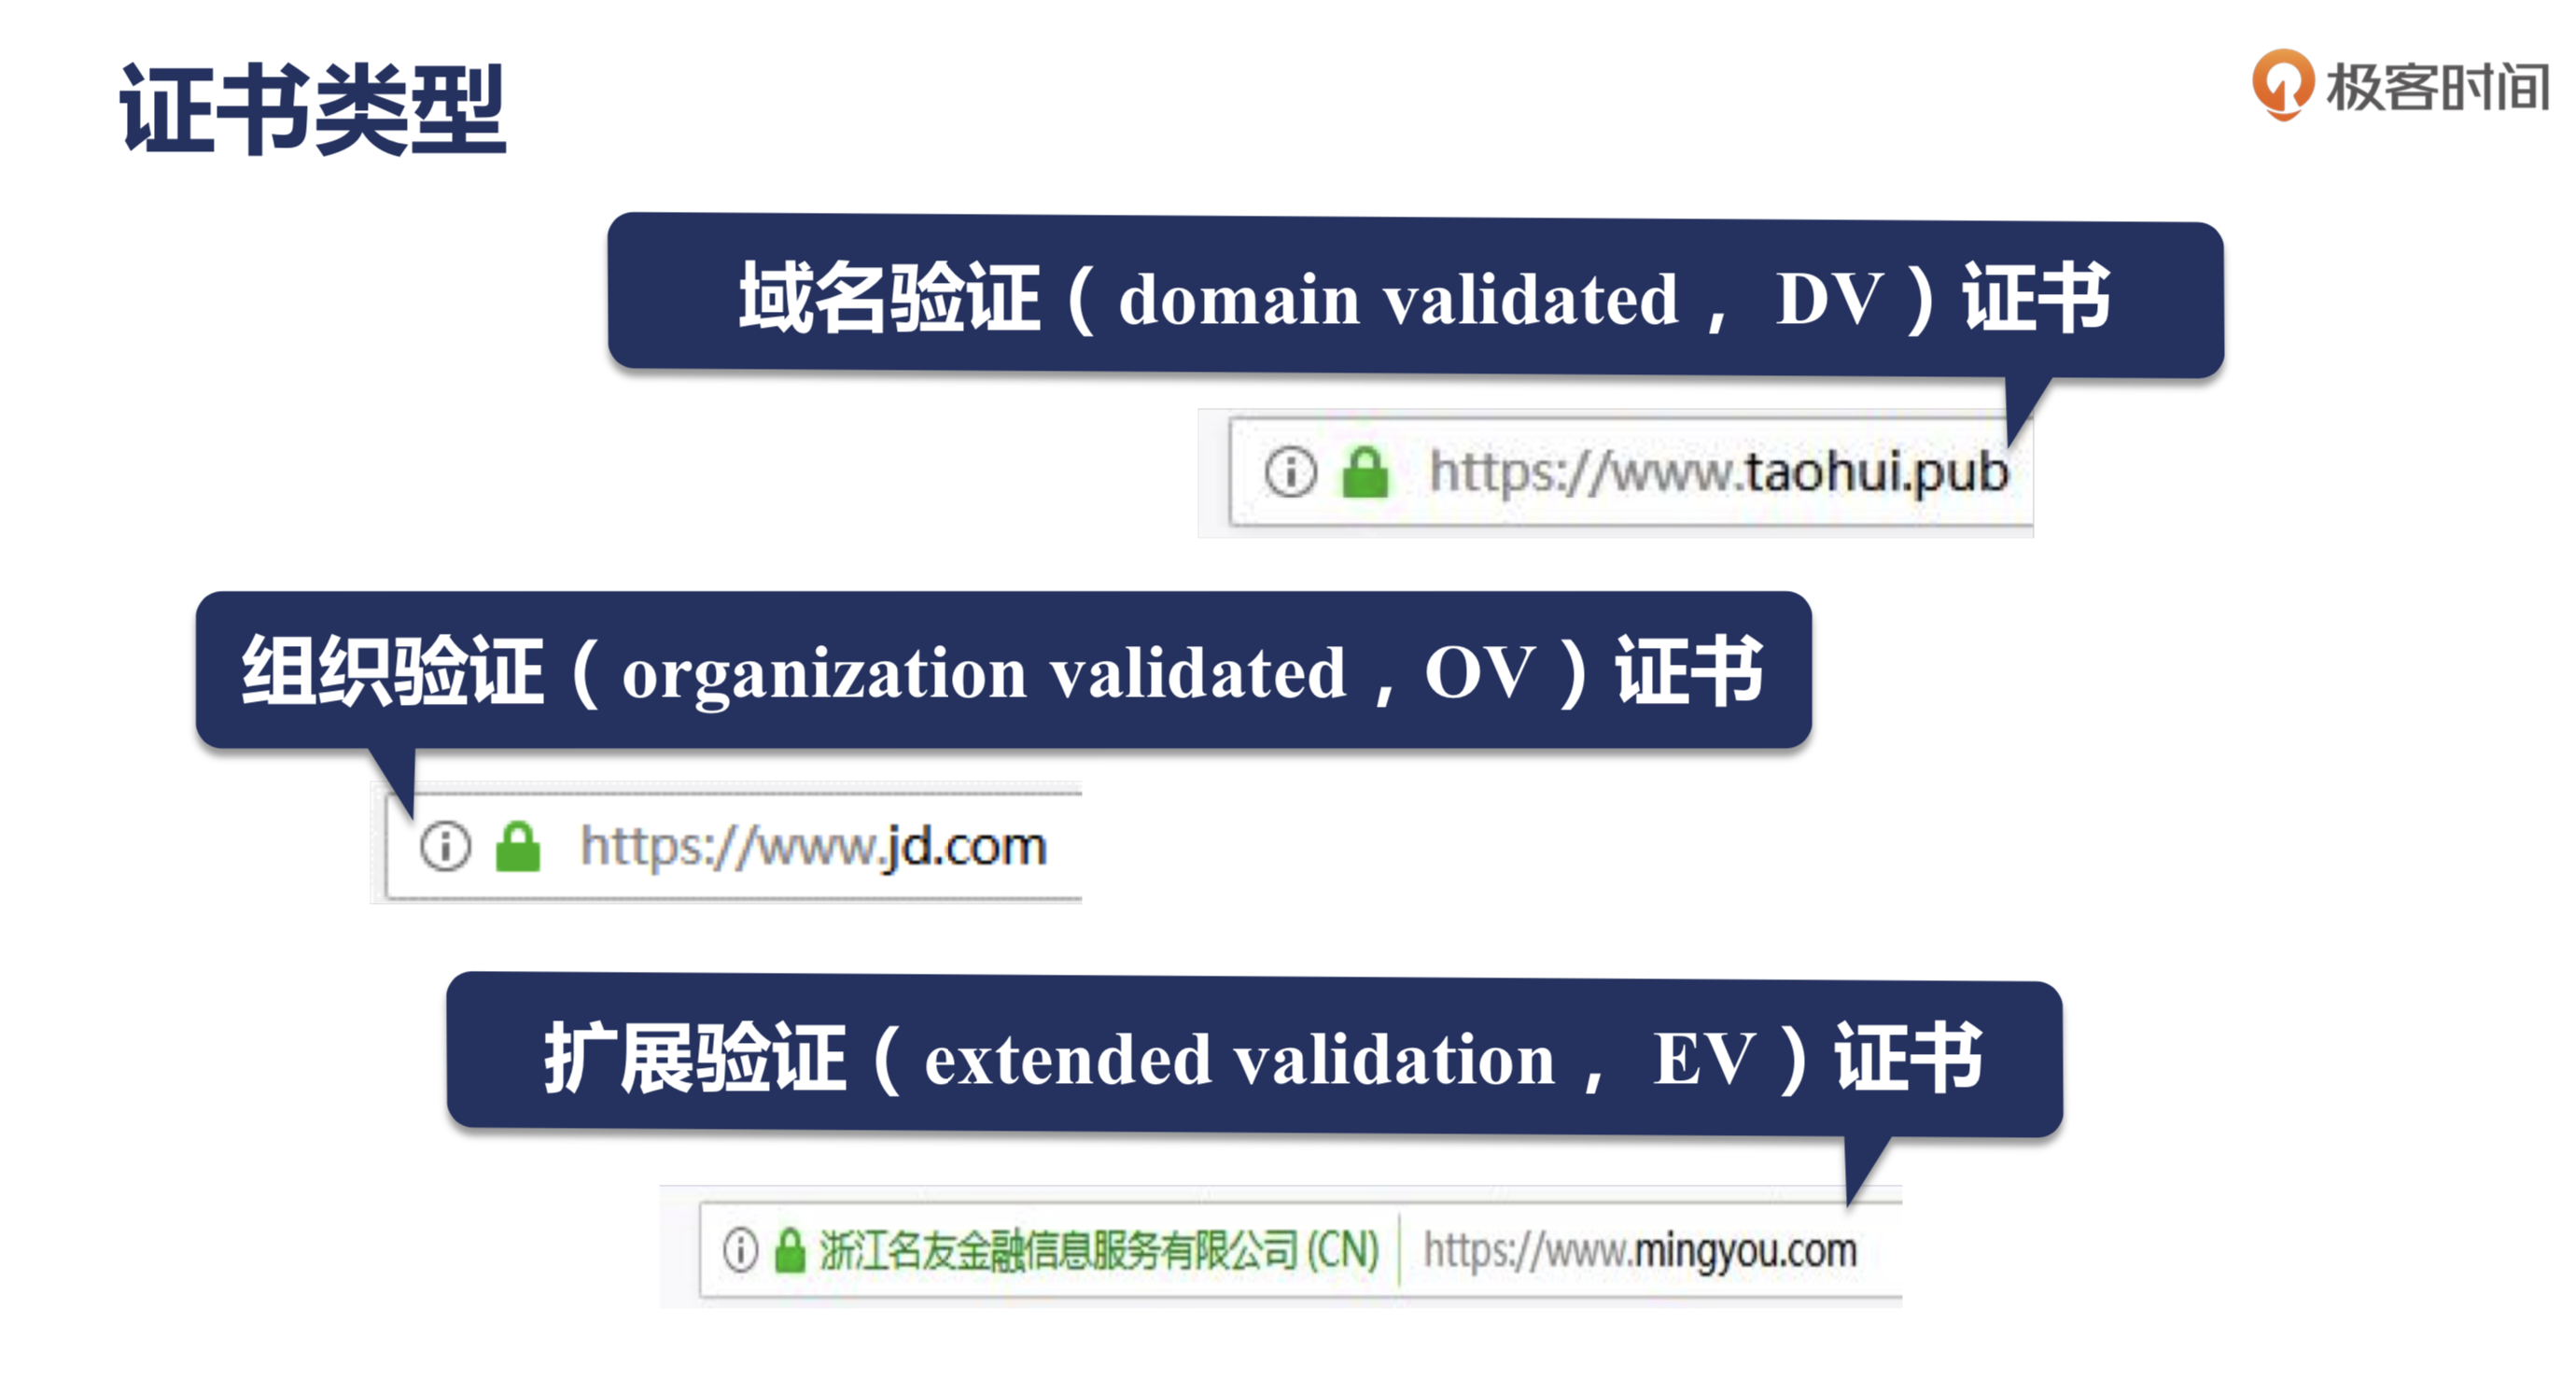 证书类型
极客时间
域名验证（domain validated， DV）证书
https://www.taohui.pub
组织验证（organization validated，OV）证书
https://www.jd.com
扩展验证（extended validation， EV）证书
浙江名友金融信息服务有限公司 (CN) https://www.mingyou.com